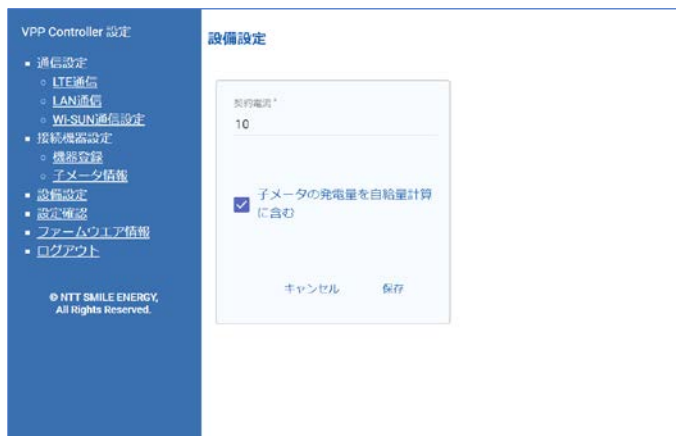 VPP Controller 設定
通信設定
LTE通信
LAN通信
Wi-SUN通信設定
接続機器設定
機器登録
子メータ情報
設備設定
設定確認
ファームウエア情報
ログアウト
© NTT SMILE ENERGY,
All Rights Reserved.
設備設定
契約電流 *
10
子メータの発電量を自給量計算
に含む
キャンセル 保存